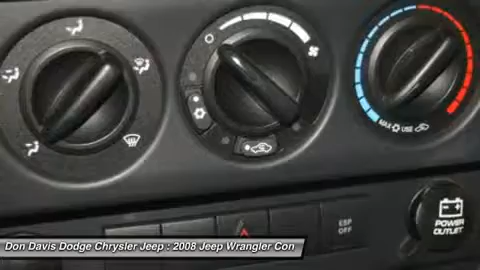 MAX USE
ESP
OFF
POWER
OUTLET
Don Davis Dodge Chrysler Jeep : 2008 Jeep Wrangler Con